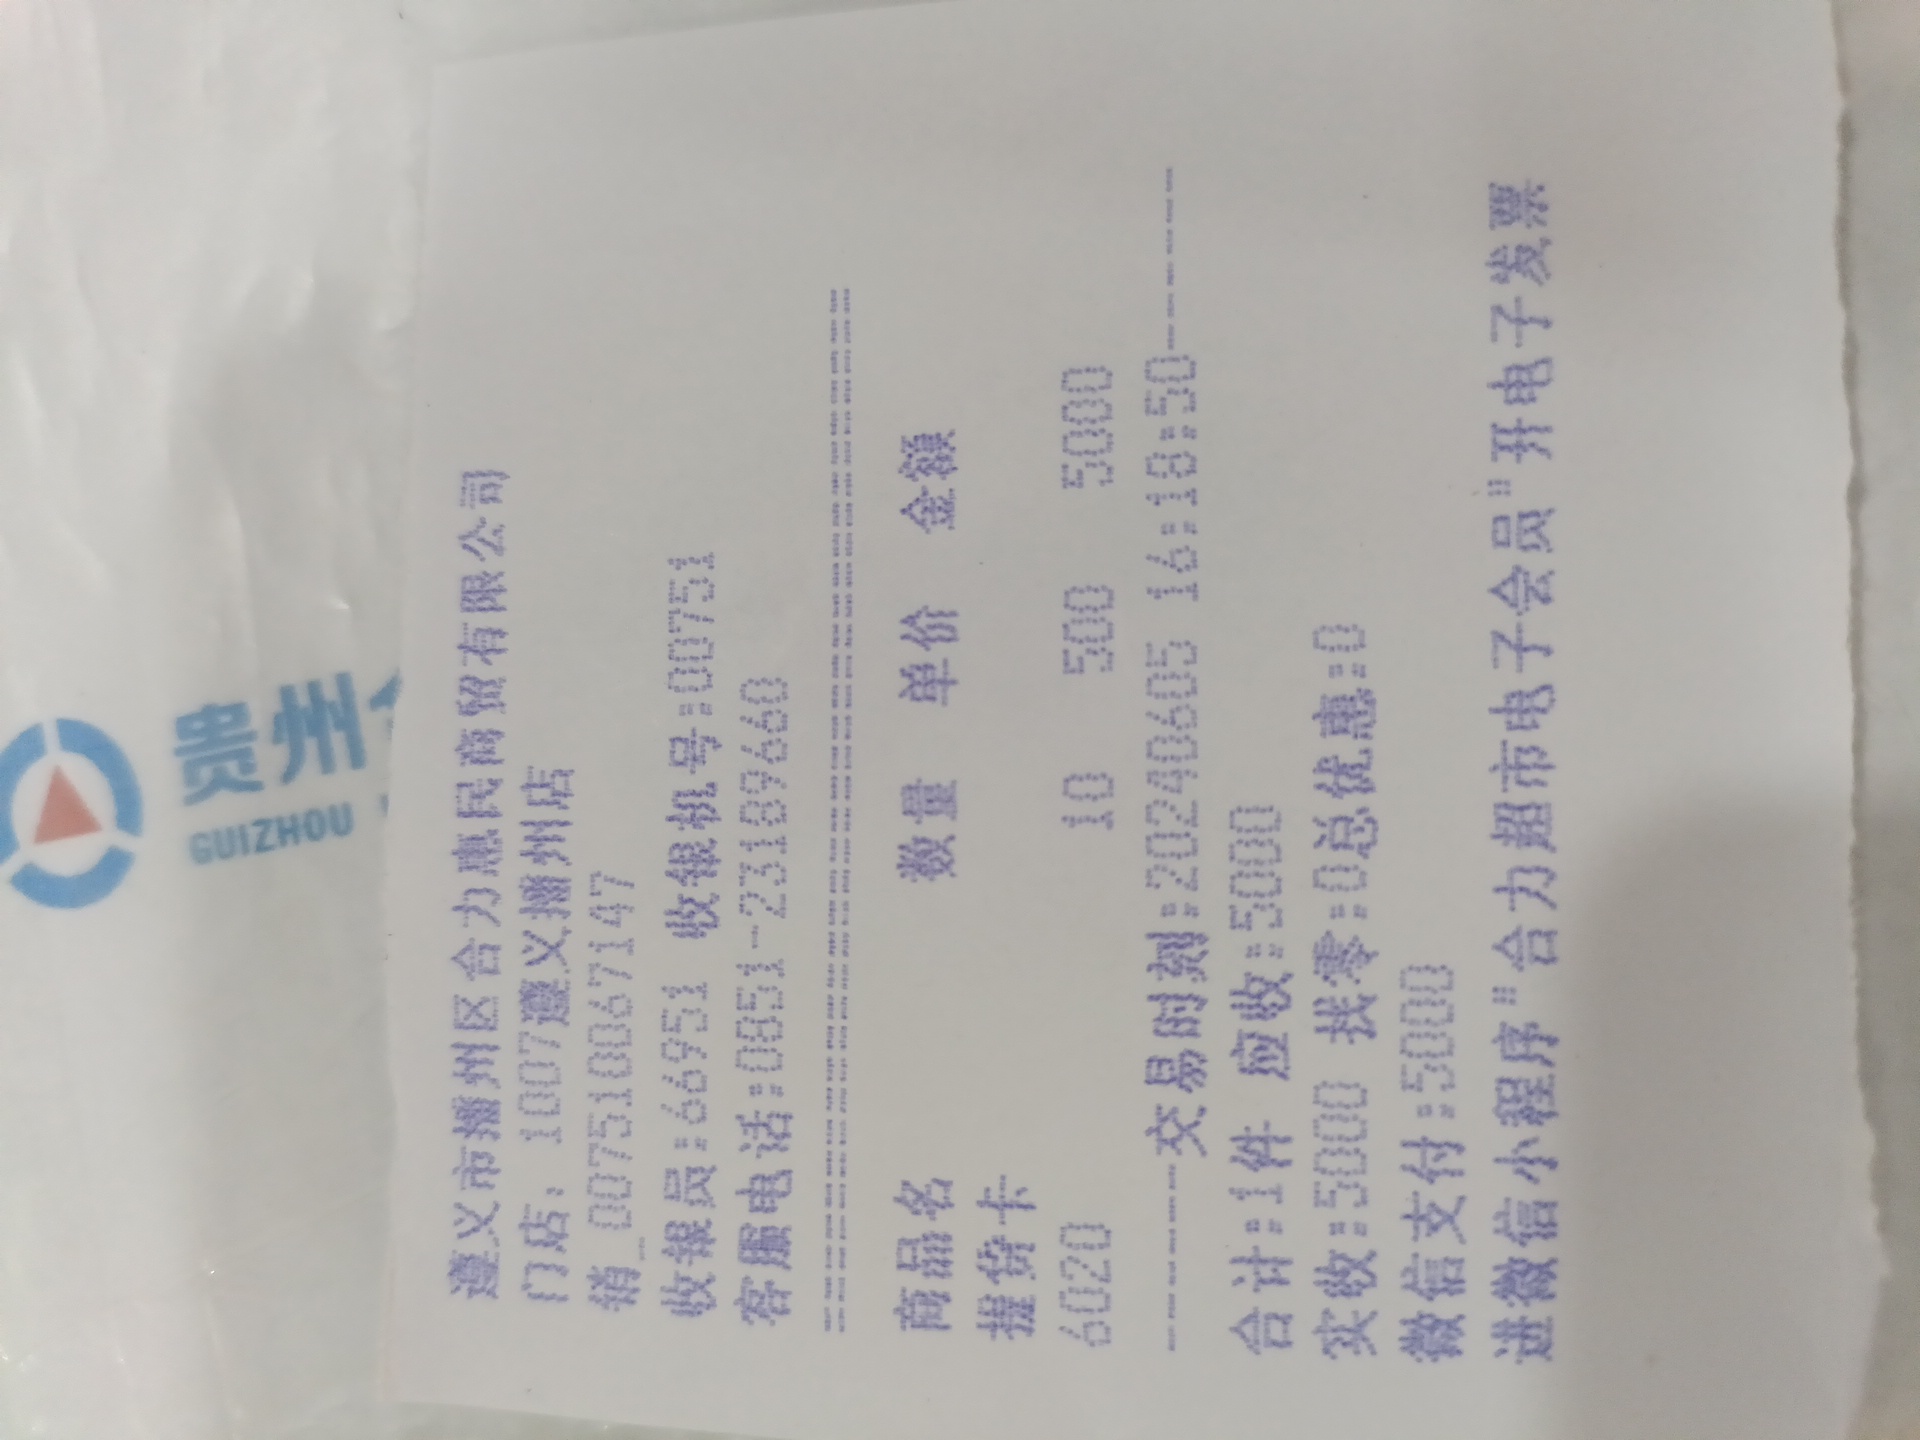 贵州
GUIZHOU
遵义市播州区合力惠民商贸有限公司
门店: 1007遵义播州店
销_007510067147
收银员:66951 收银机号:00751
客服电话:0851-23189660
================================
商品名 数量 单价 金额
提货卡
6020 10 500 5000
------交易时刻:20240605 16:18:50------
合计:1件 应收:5000
实收:5000 找零:0总优惠:0
微信支付:5000
进微信小程序"合力超市电子会员"开电子发票